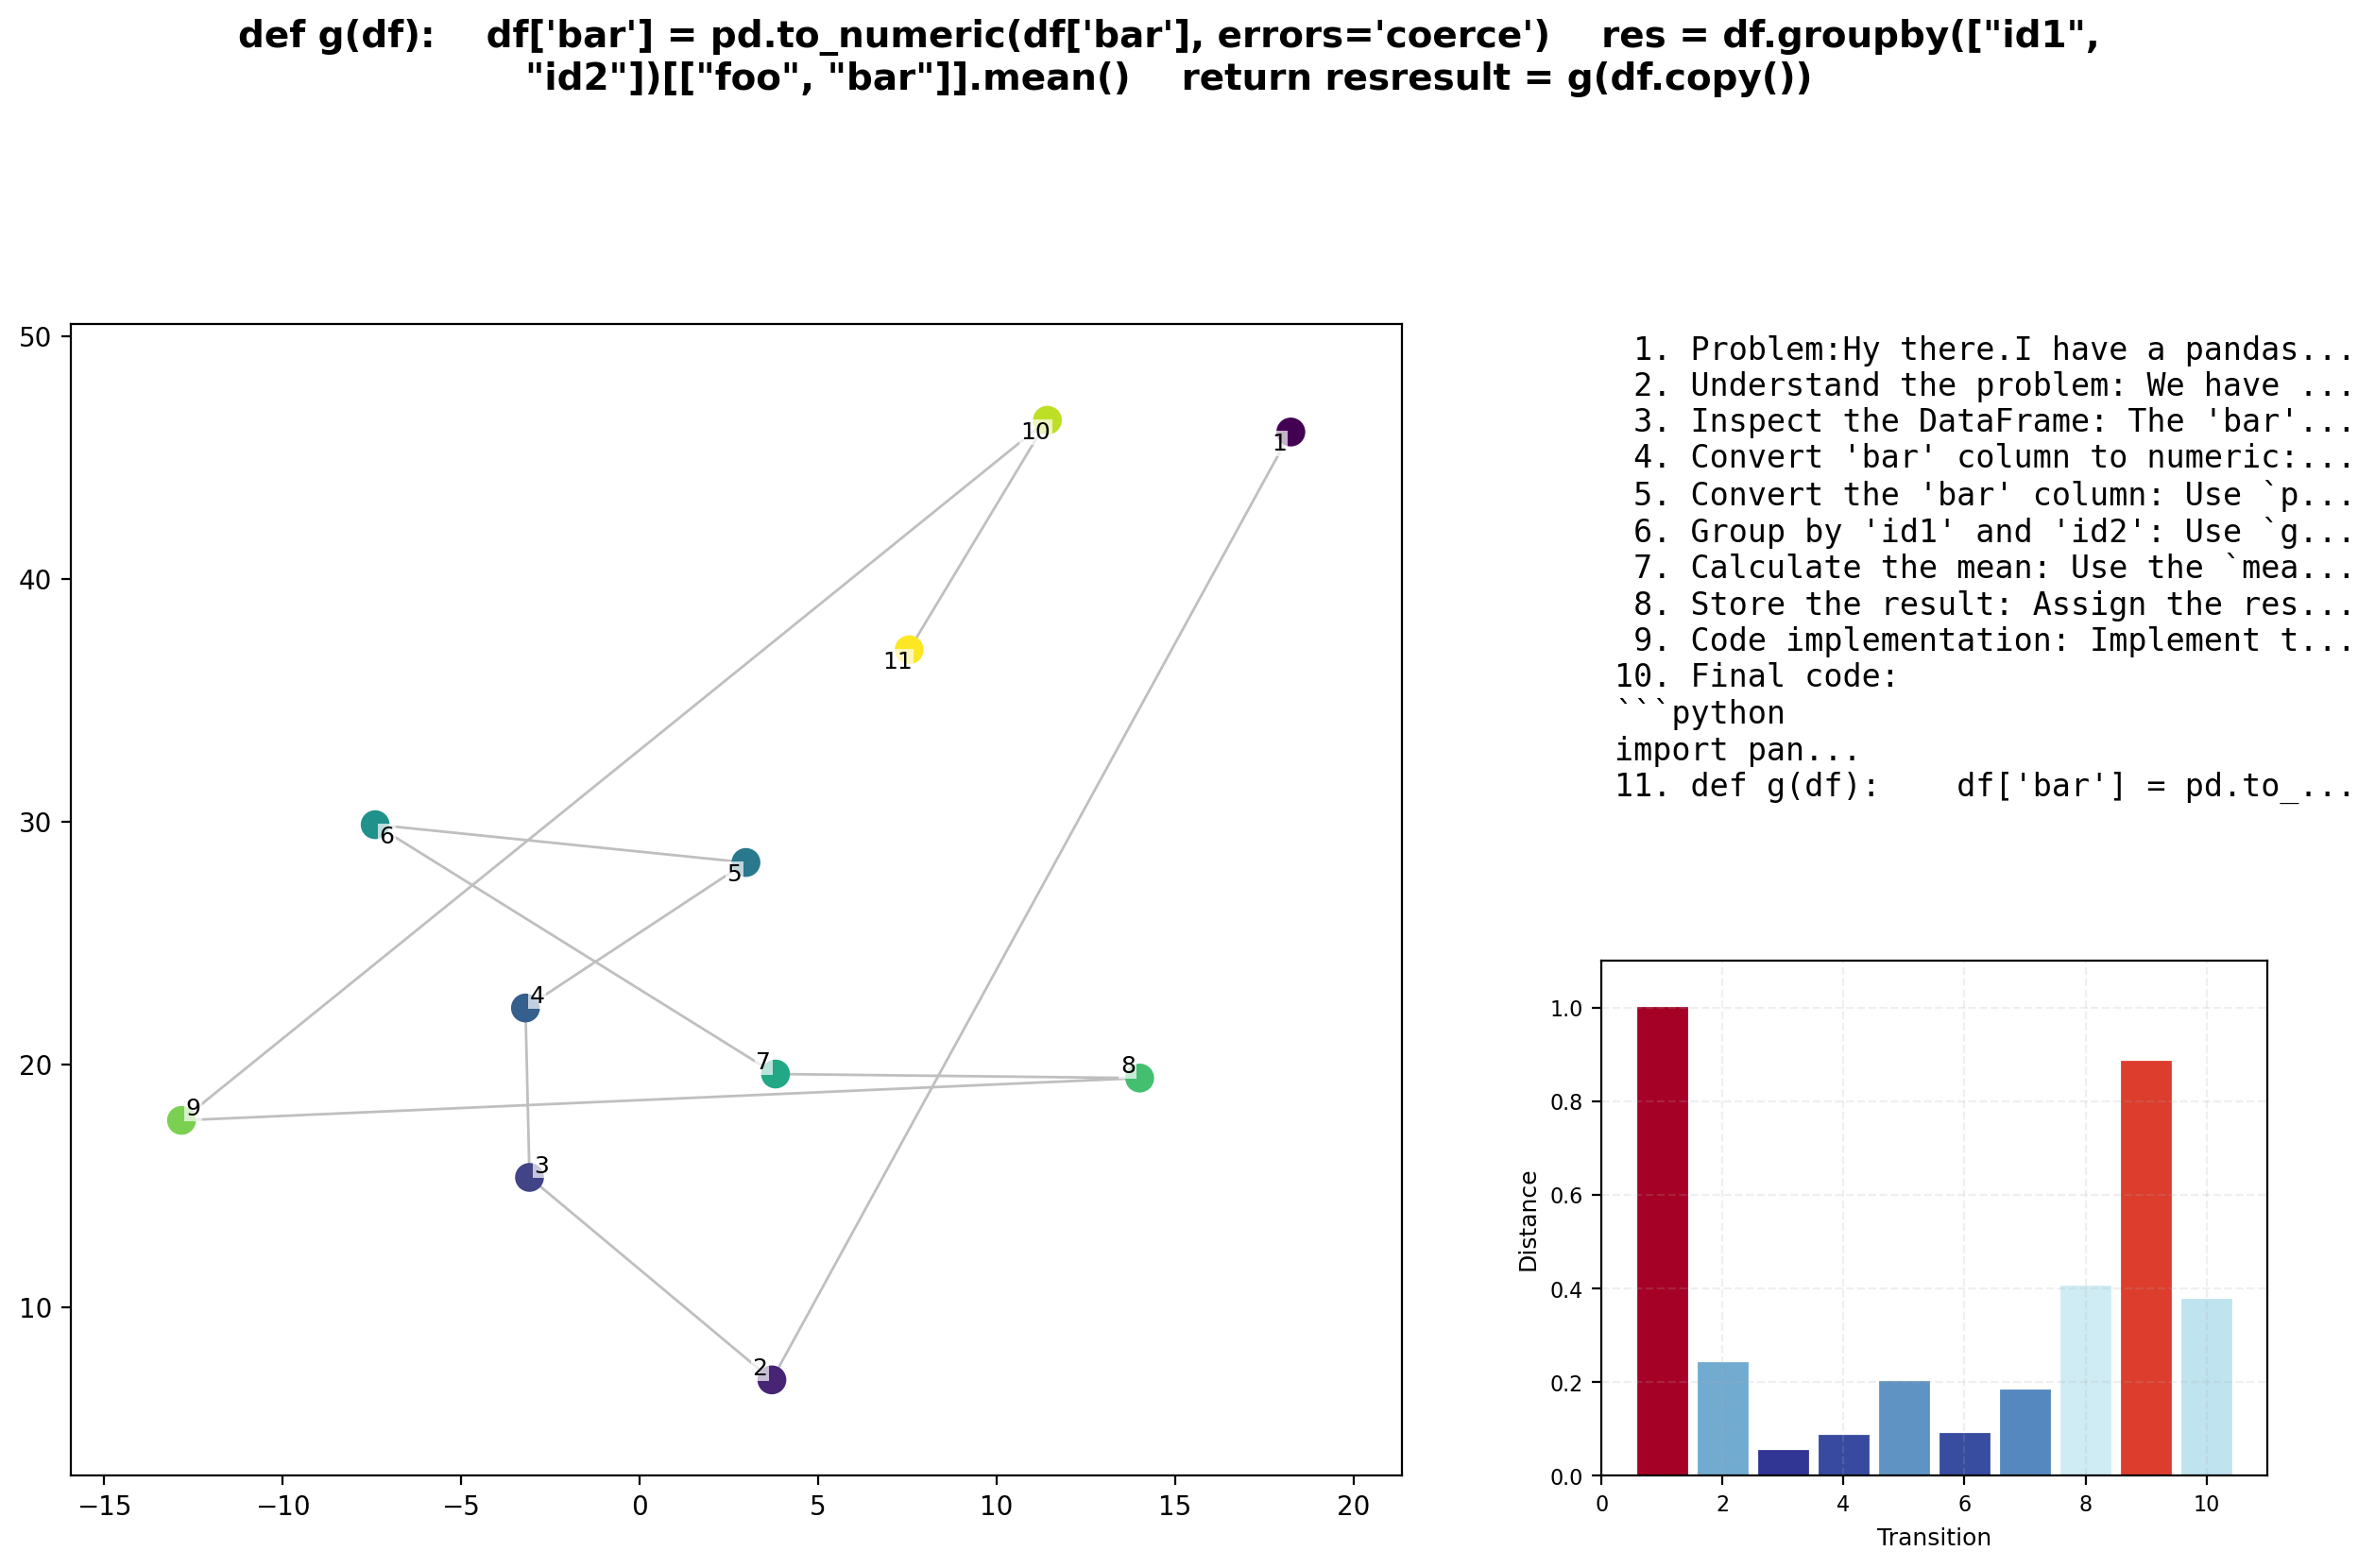 def g(df):    df['bar'] = pd.to_numeric(df['bar'], errors='coerce')    res = df.groupby(["id1",
"id2"])[["foo", "bar"]].mean()    return resresult = g(df.copy())
50
40
30
20
10
−15
−10
−5
0
5
10
15
20
1
2
3
4
5
6
7
8
9
10
11
1. Problem:Hy there.I have a pandas...
2. Understand the problem: We have ...
3. Inspect the DataFrame: The 'bar'...
4. Convert 'bar' column to numeric:...
5. Convert the 'bar' column: Use `p...
6. Group by 'id1' and 'id2': Use `g...
7. Calculate the mean: Use the `mea...
8. Store the result: Assign the res...
9. Code implementation: Implement t...
10. Final code:
```python
import pan...
11. def g(df):    df['bar'] = pd.to_...
Distance
1.0
0.8
0.6
0.4
0.2
0.0
0
2
4
6
8
10
Transition